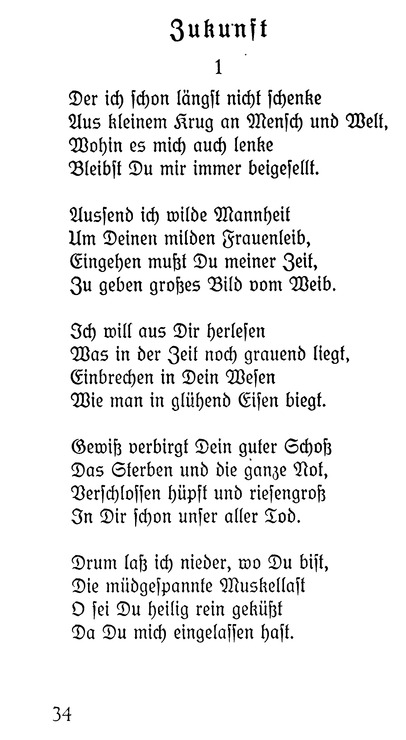 Zukunft
1
Der ich schon längst nicht schenke
Aus kleinem Krug an Mensch und Welt,
Wohin es mich auch lenke
Bleibst Du mir immer beigesellt.
Aussend ich wilde Mannheit
Um Deinen milden Frauenleib,
Eingehen mußt Du meiner Zeit,
Zu geben großes Bild vom Weib.
Ich will aus Dir herlesen
Was in der Zeit noch grauend liegt,
Einbrechen in Dein Wesen
Wie man in glühend Eisen biegt.
Gewiß verbirgt Dein guter Schoß
Das Sterben und die ganze Not,
Verschlossen hüpft und riesengroß
In Dir schon unser aller Tod.
Drum laß ich nieder, wo Du bist,
Die müdgespannte Muskellast
O sei Du heilig rein geküßt
Da Du mich eingelassen hast.
34